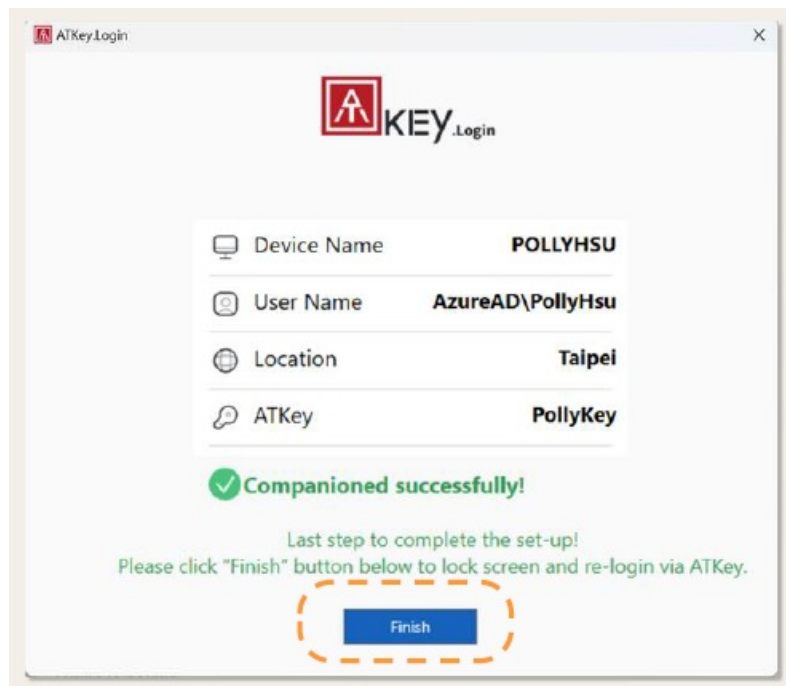 ATKey.Login
AT KEY.Login
Device Name POLLYHSU
User Name AzureAD\PollyHsu
Location Taipei
ATKey PollyKey
Companioned successfully!
Last step to complete the set-up!
Please click "Finish" button below to lock screen and re-login via ATKey.
Finish